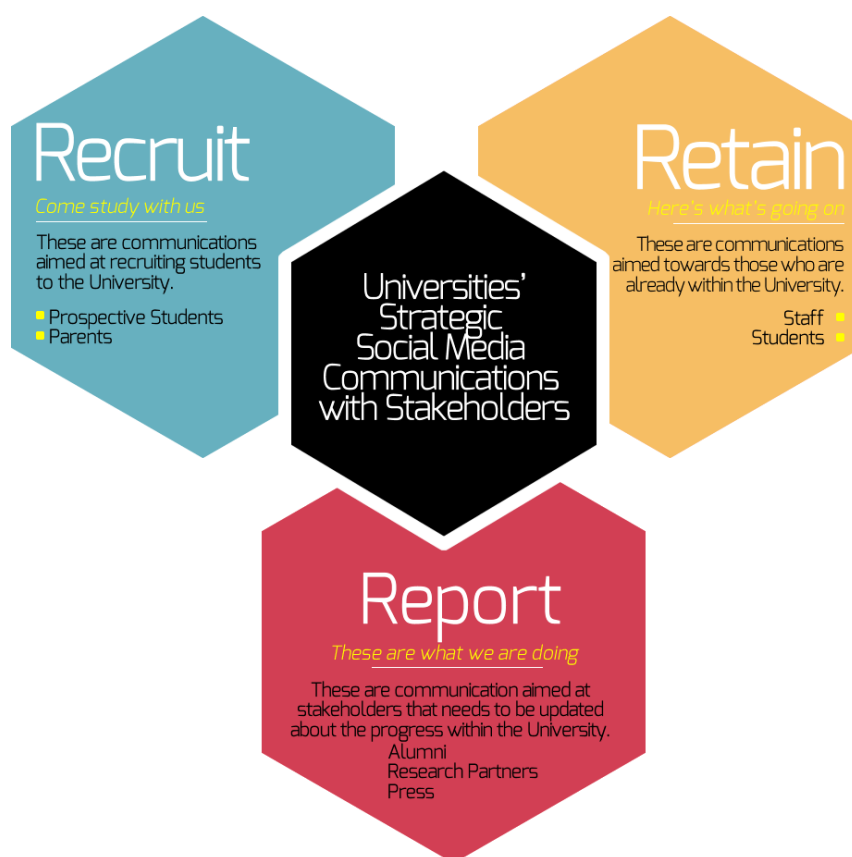 Recruit
Come study with us
These are communications
aimed at recruiting students
to the University.
Prospective Students
Parents
Retain
Here's what's going on
These are communications
aimed towards those who are
already within the University.
Staff
Students
Universities'
Strategic
Social Media
Communications
with Stakeholders
Report
These are what we are doing
These are communication aimed at
stakeholders that needs to be updated
about the progress within the University.
Alumni
Research Partners
Press